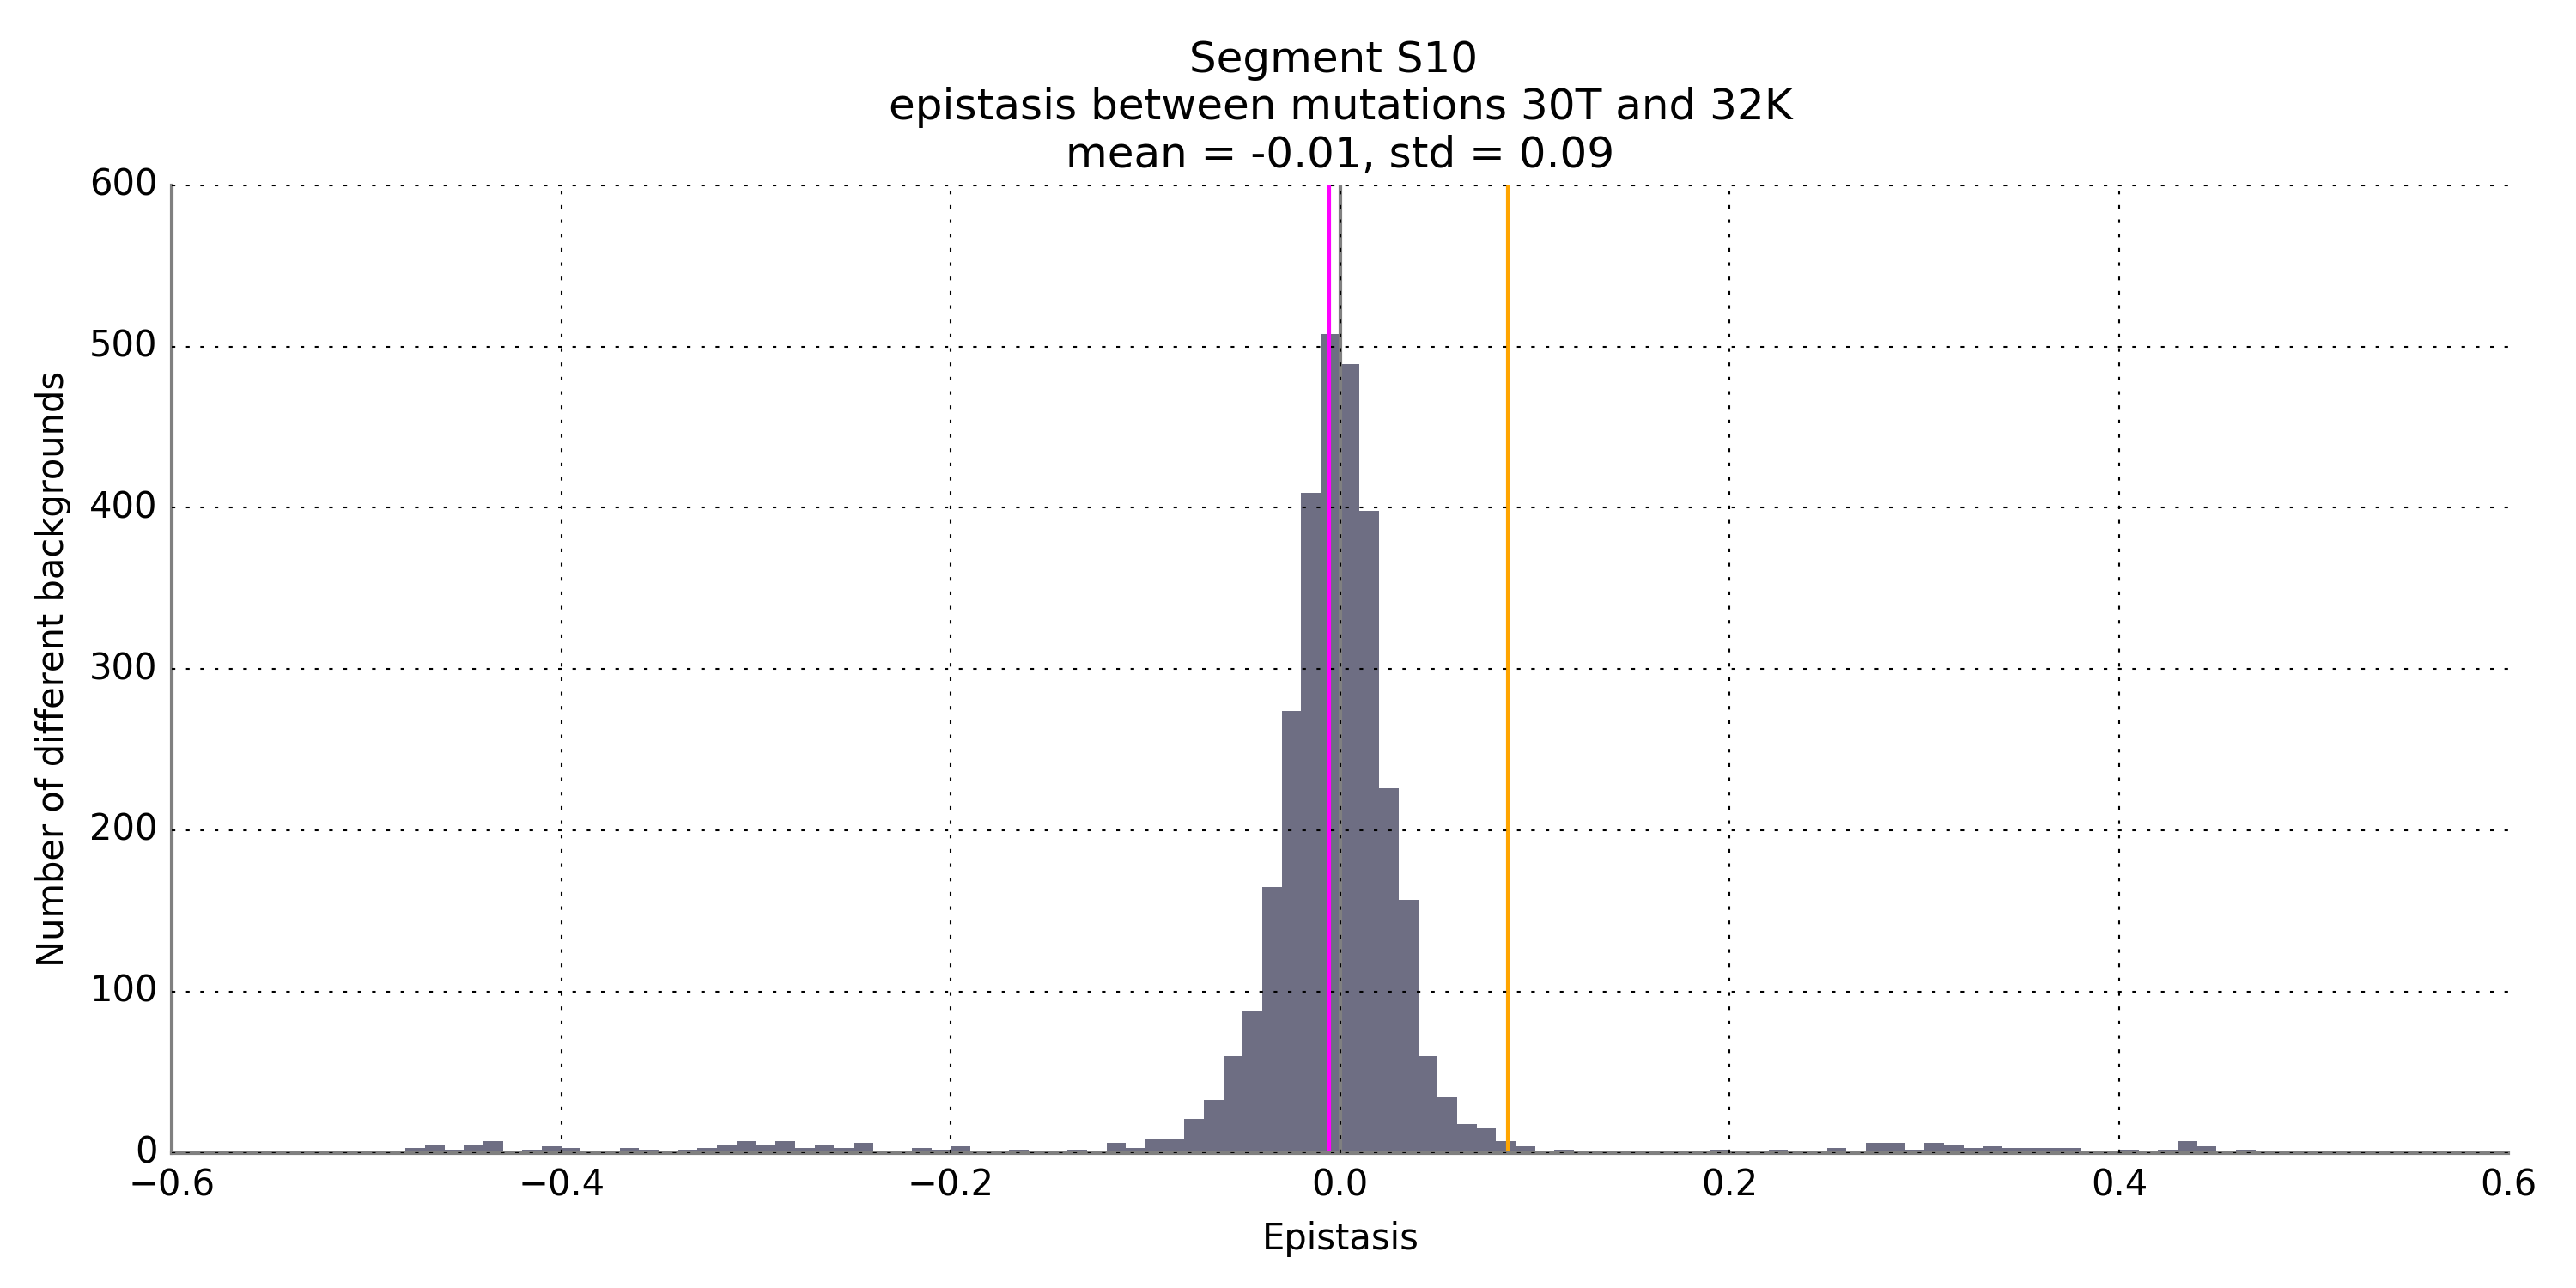 Segment S10
epistasis between mutations 30T and 32K
mean = -0.01, std = 0.09
Number of different backgrounds
600
500
400
300
200
100
0
−0.6 −0.4 −0.2 0.0 0.2 0.4 0.6
Epistasis